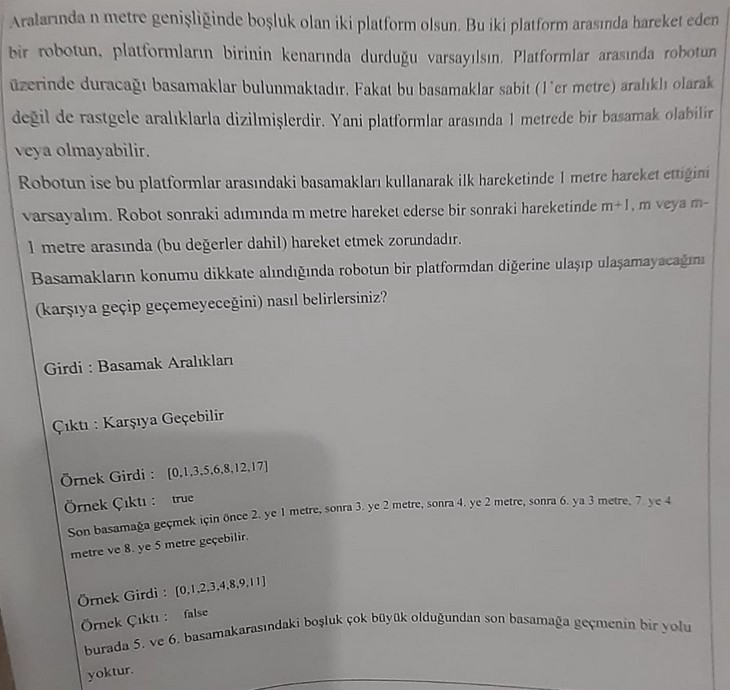 Aralarında n metre genişliğinde boşluk olan iki platform olsun. Bu iki platform arasında hareket eden
bir robotun, platformların birinin kenarında durduğu varsayılsın. Platformlar arasında robotun
üzerinde duracağı basamaklar bulunmaktadır. Fakat bu basamaklar sabit (1'er metre) aralıklı olarak
değil de rastgele aralıklarla dizilmişlerdir. Yani platformlar arasında 1 metrede bir basamak olabilir
veya olmayabilir.
Robotun ise bu platformlar arasındaki basamakları kullanarak ilk hareketinde 1 metre hareket ettiğini
varsayalım. Robot sonraki adımında m metre hareket ederse bir sonraki hareketinde m+1, m veya m-
1 metre arasında (bu değerler dahil) hareket etmek zorundadır.
Basamakların konumu dikkate alındığında robotun bir platformdan diğerine ulaşıp ulaşamayacağını
(karşıya geçip geçemeyeceğini) nasıl belirlersiniz?
Girdi : Basamak Aralıkları
Çıktı : Karşıya Geçebilir
Örnek Girdi : [0,1,3,5,6,8,12,17]
Örnek Çıktı : true
Son basamağa geçmek için önce 2. ye 1 metre, sonra 3. ye 2 metre, sonra 4. ye 2 metre, sonra 6. ya 3 metre, 7. ye 4
metre ve 8. ye 5 metre geçebilir.
Örnek Girdi : [0,1,2,3,4,8,9,11]
Örnek Çıktı : false
burada 5. ve 6. basamakarasındaki boşluk çok büyük olduğundan son basamağa geçmenin bir yolu
yoktur.